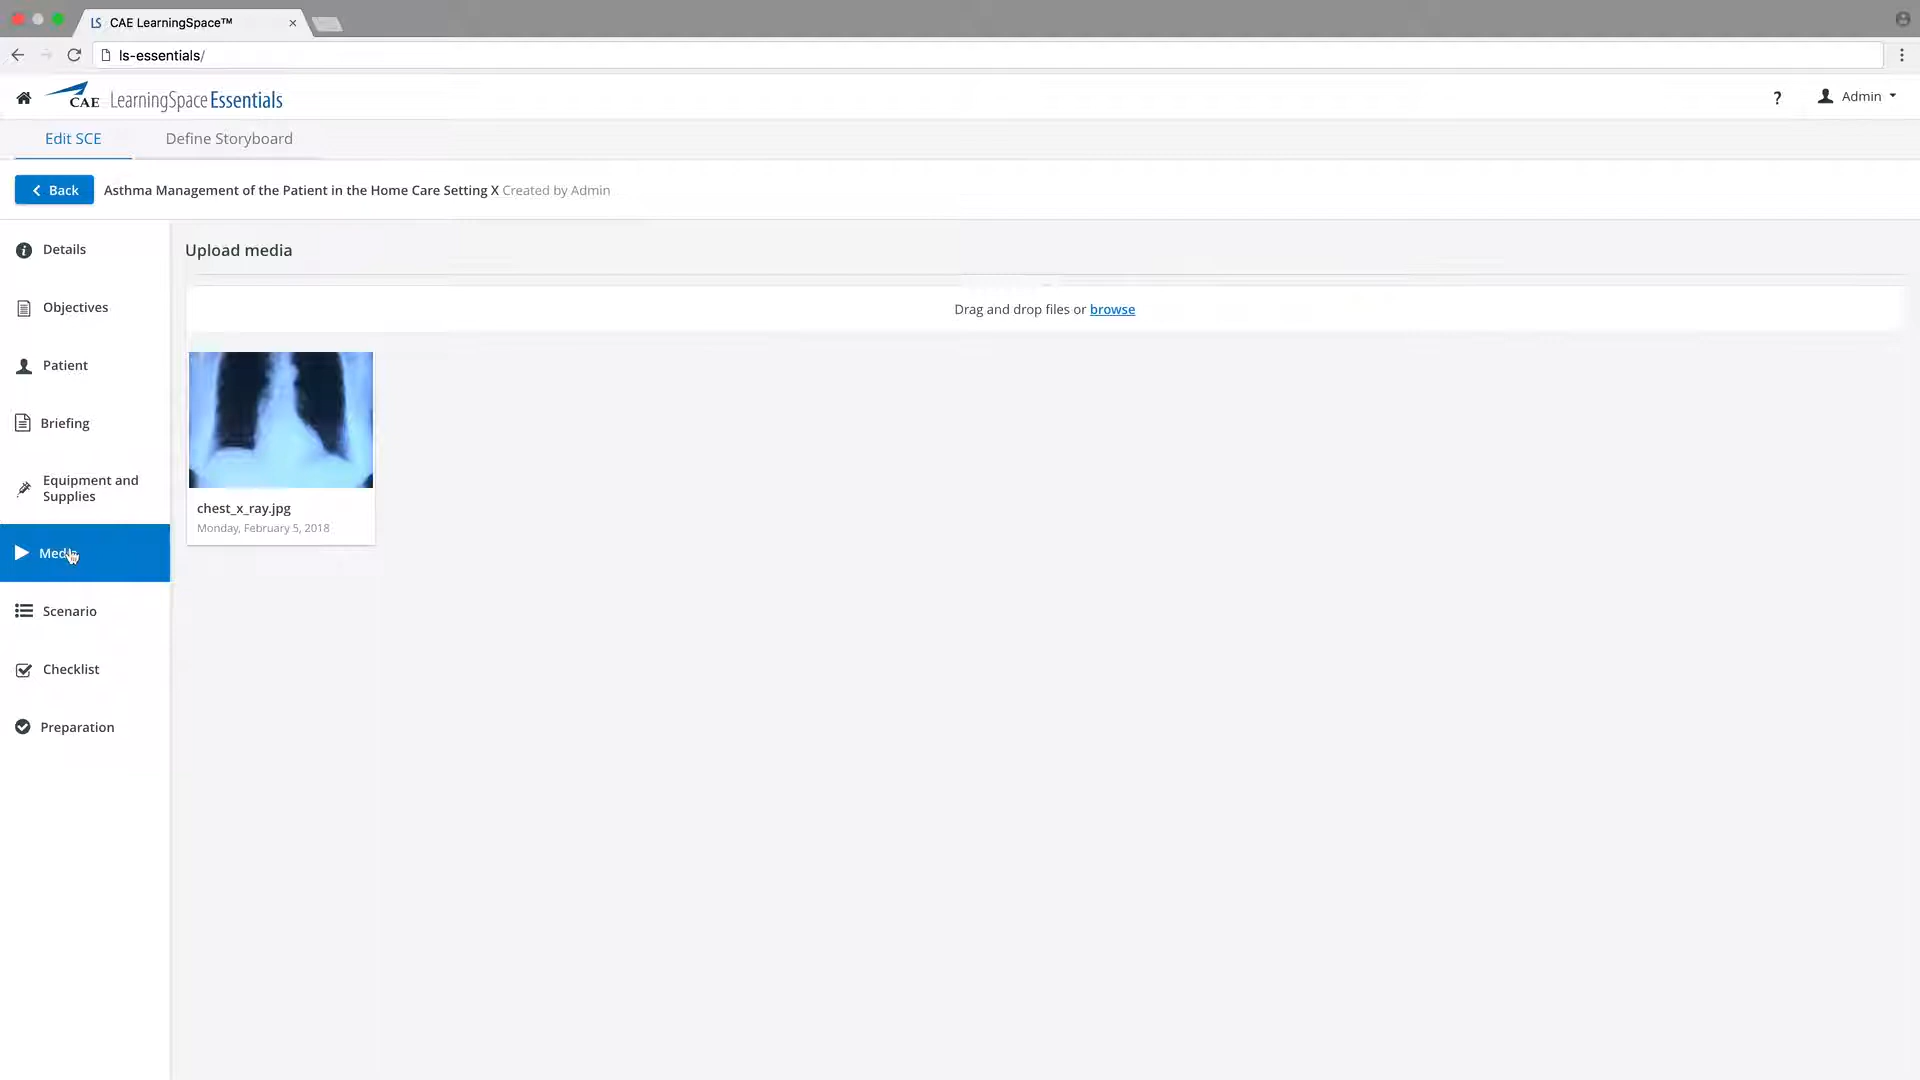 LS CAE LearningSpace™
ls-essentials/
CAE LearningSpace Essentials
? Admin
Edit SCE Define Storyboard
Back Asthma Management of the Patient in the Home Care Setting X Created by Admin
Details
Objectives
Patient
Briefing
Equipment and
Supplies
Media
Scenario
Checklist
Preparation
Upload media
Drag and drop files or browse
chest_x_ray.jpg
Monday, February 5, 2018